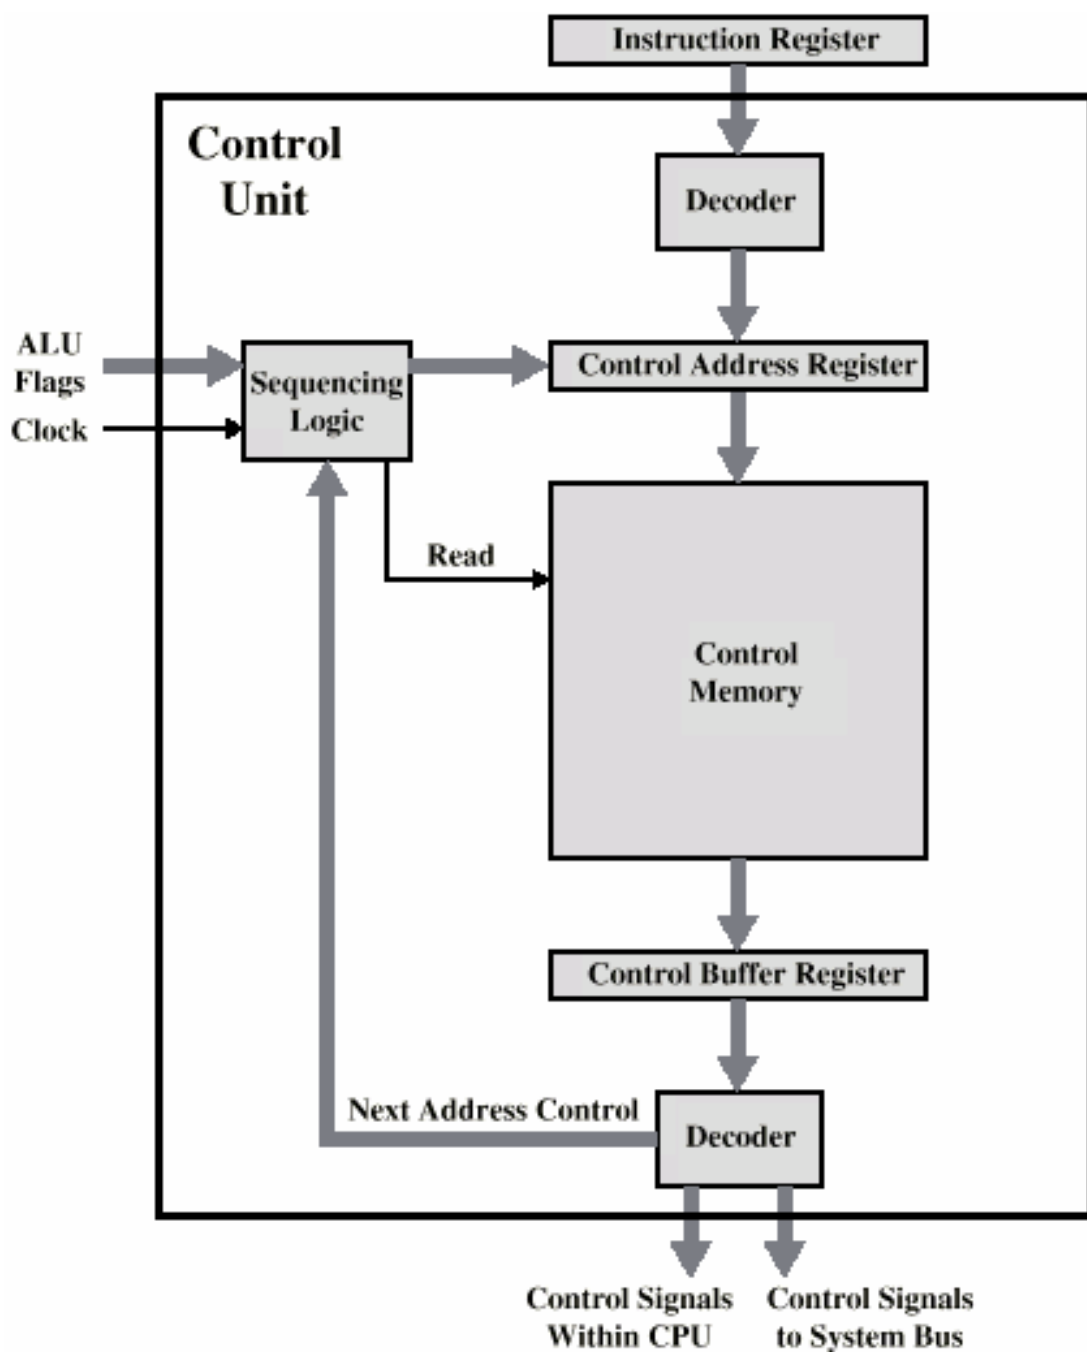 Instruction Register
Control
Unit
Decoder
ALU
Flags
Clock
Sequencing
Logic
Control Address Register
Read
Control
Memory
Control Buffer Register
Next Address Control
Decoder
Control Signals
Within CPU
Control Signals
to System Bus